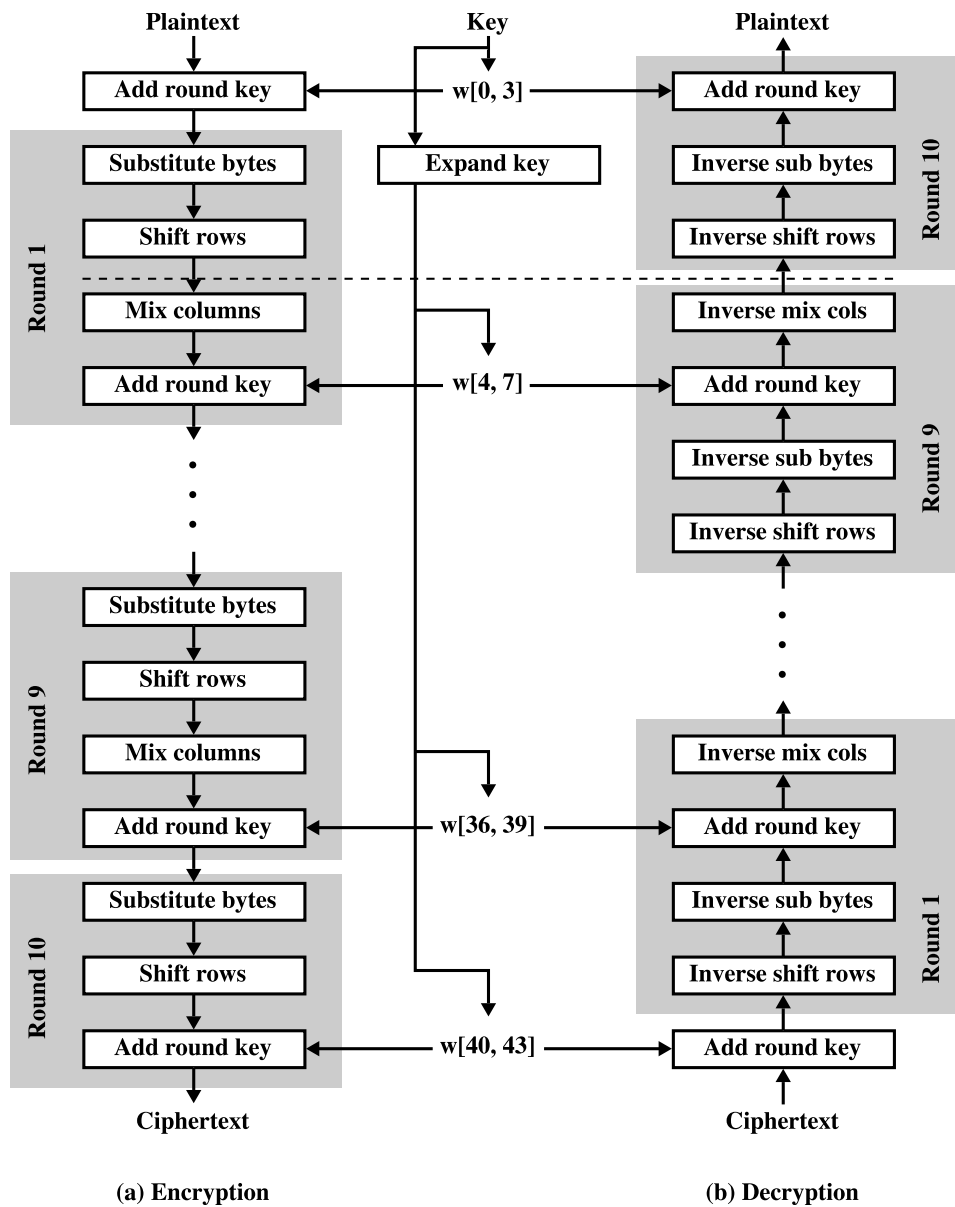 Plaintext
Add round key
Round 1
Substitute bytes
Shift rows
Mix columns
Add round key
Round 9
Substitute bytes
Shift rows
Mix columns
Add round key
Round 10
Substitute bytes
Shift rows
Add round key
Ciphertext
(a) Encryption
Key
w[0, 3]
Expand key
w[4, 7]
w[36, 39]
w[40, 43]
Plaintext
Add round key
Inverse sub bytes
Inverse shift rows
Round 10
Inverse mix cols
Add round key
Inverse sub bytes
Inverse shift rows
Round 9
Inverse mix cols
Add round key
Inverse sub bytes
Inverse shift rows
Round 1
Add round key
Ciphertext
(b) Decryption